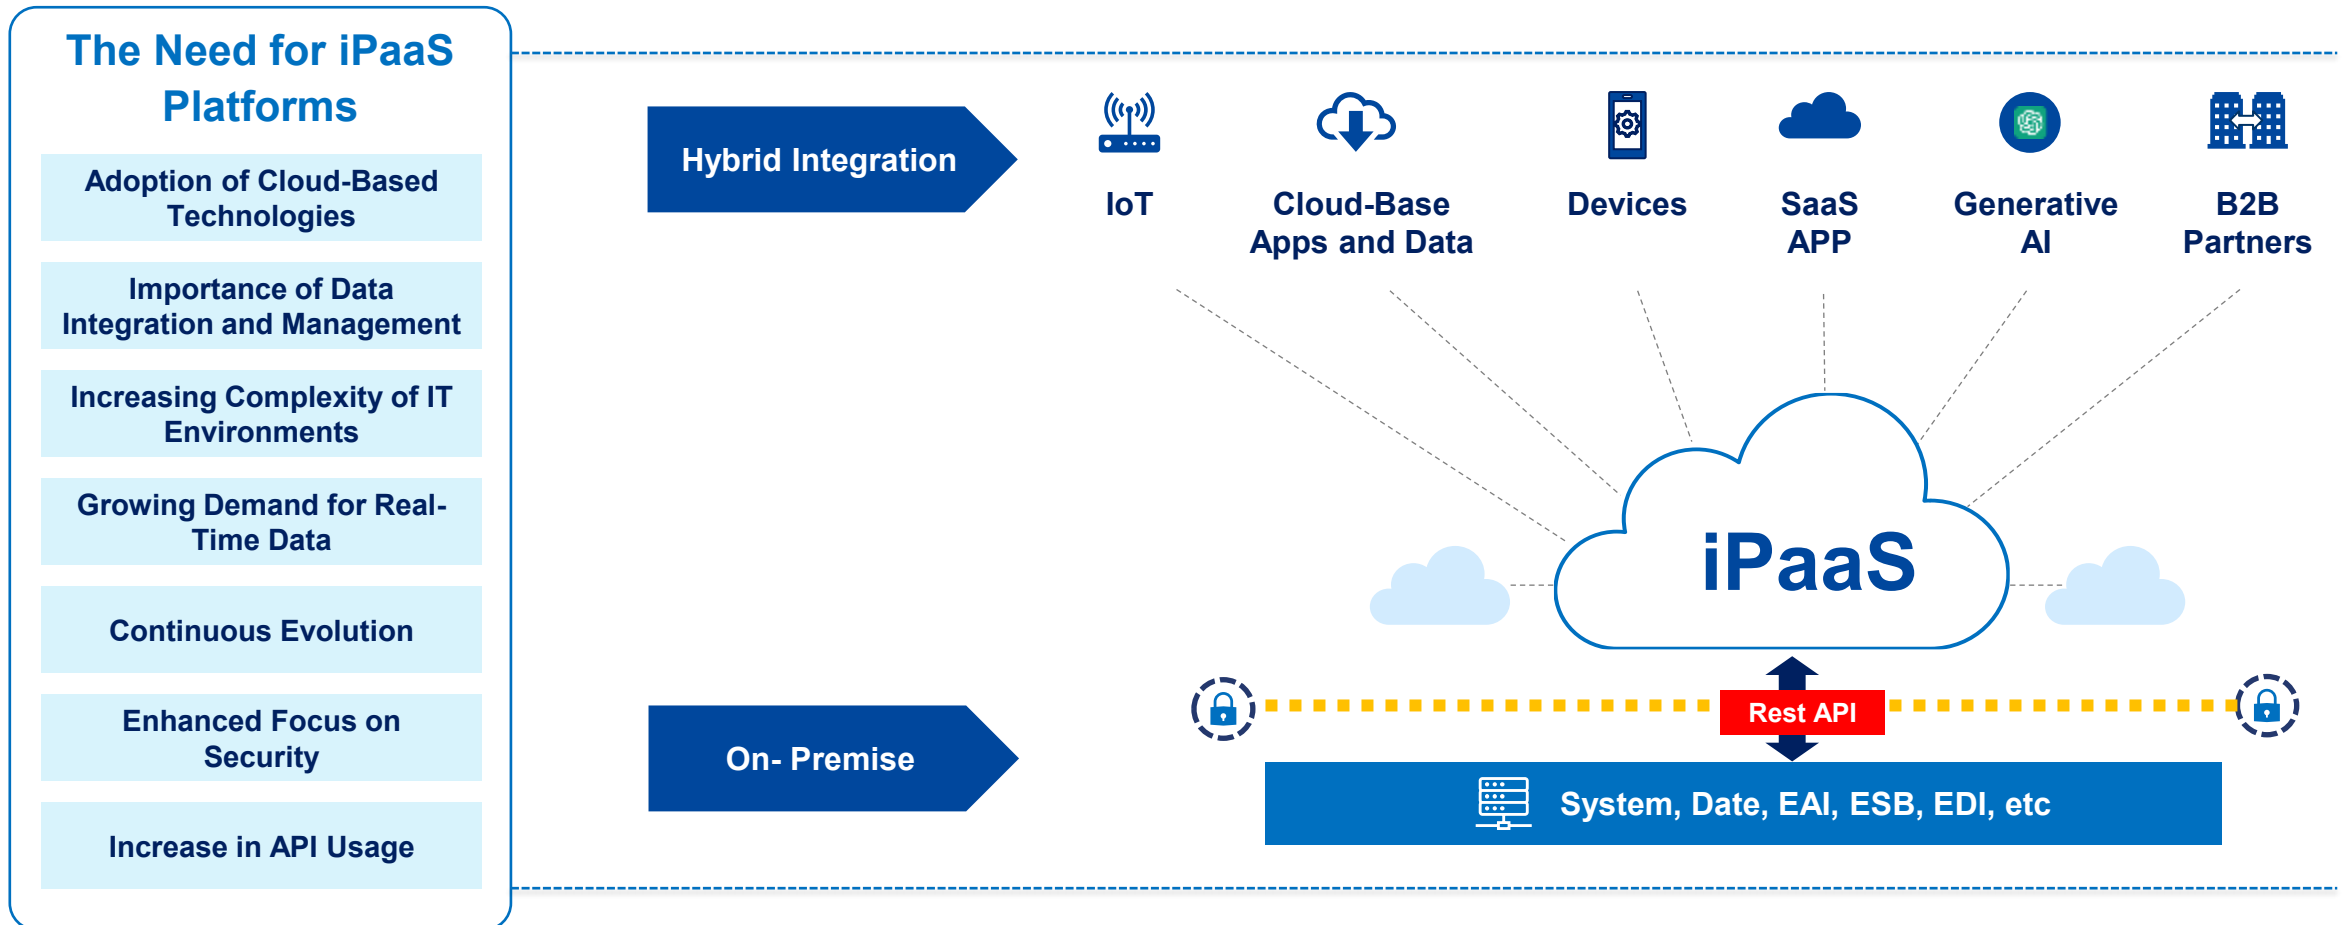 The Need for iPaaS
Platforms
Adoption of Cloud-Based
Technologies
Importance of Data
Integration and Management
Increasing Complexity of IT
Environments
Growing Demand for Real-
Time Data
Continuous Evolution
Enhanced Focus on
Security
Increase in API Usage
Hybrid Integration
IoT
Cloud-Base
Apps and Data
Devices
SaaS
APP
Generative
AI
B2B
Partners
iPaaS
On- Premise
Rest API
System, Date, EAI, ESB, EDI, etc